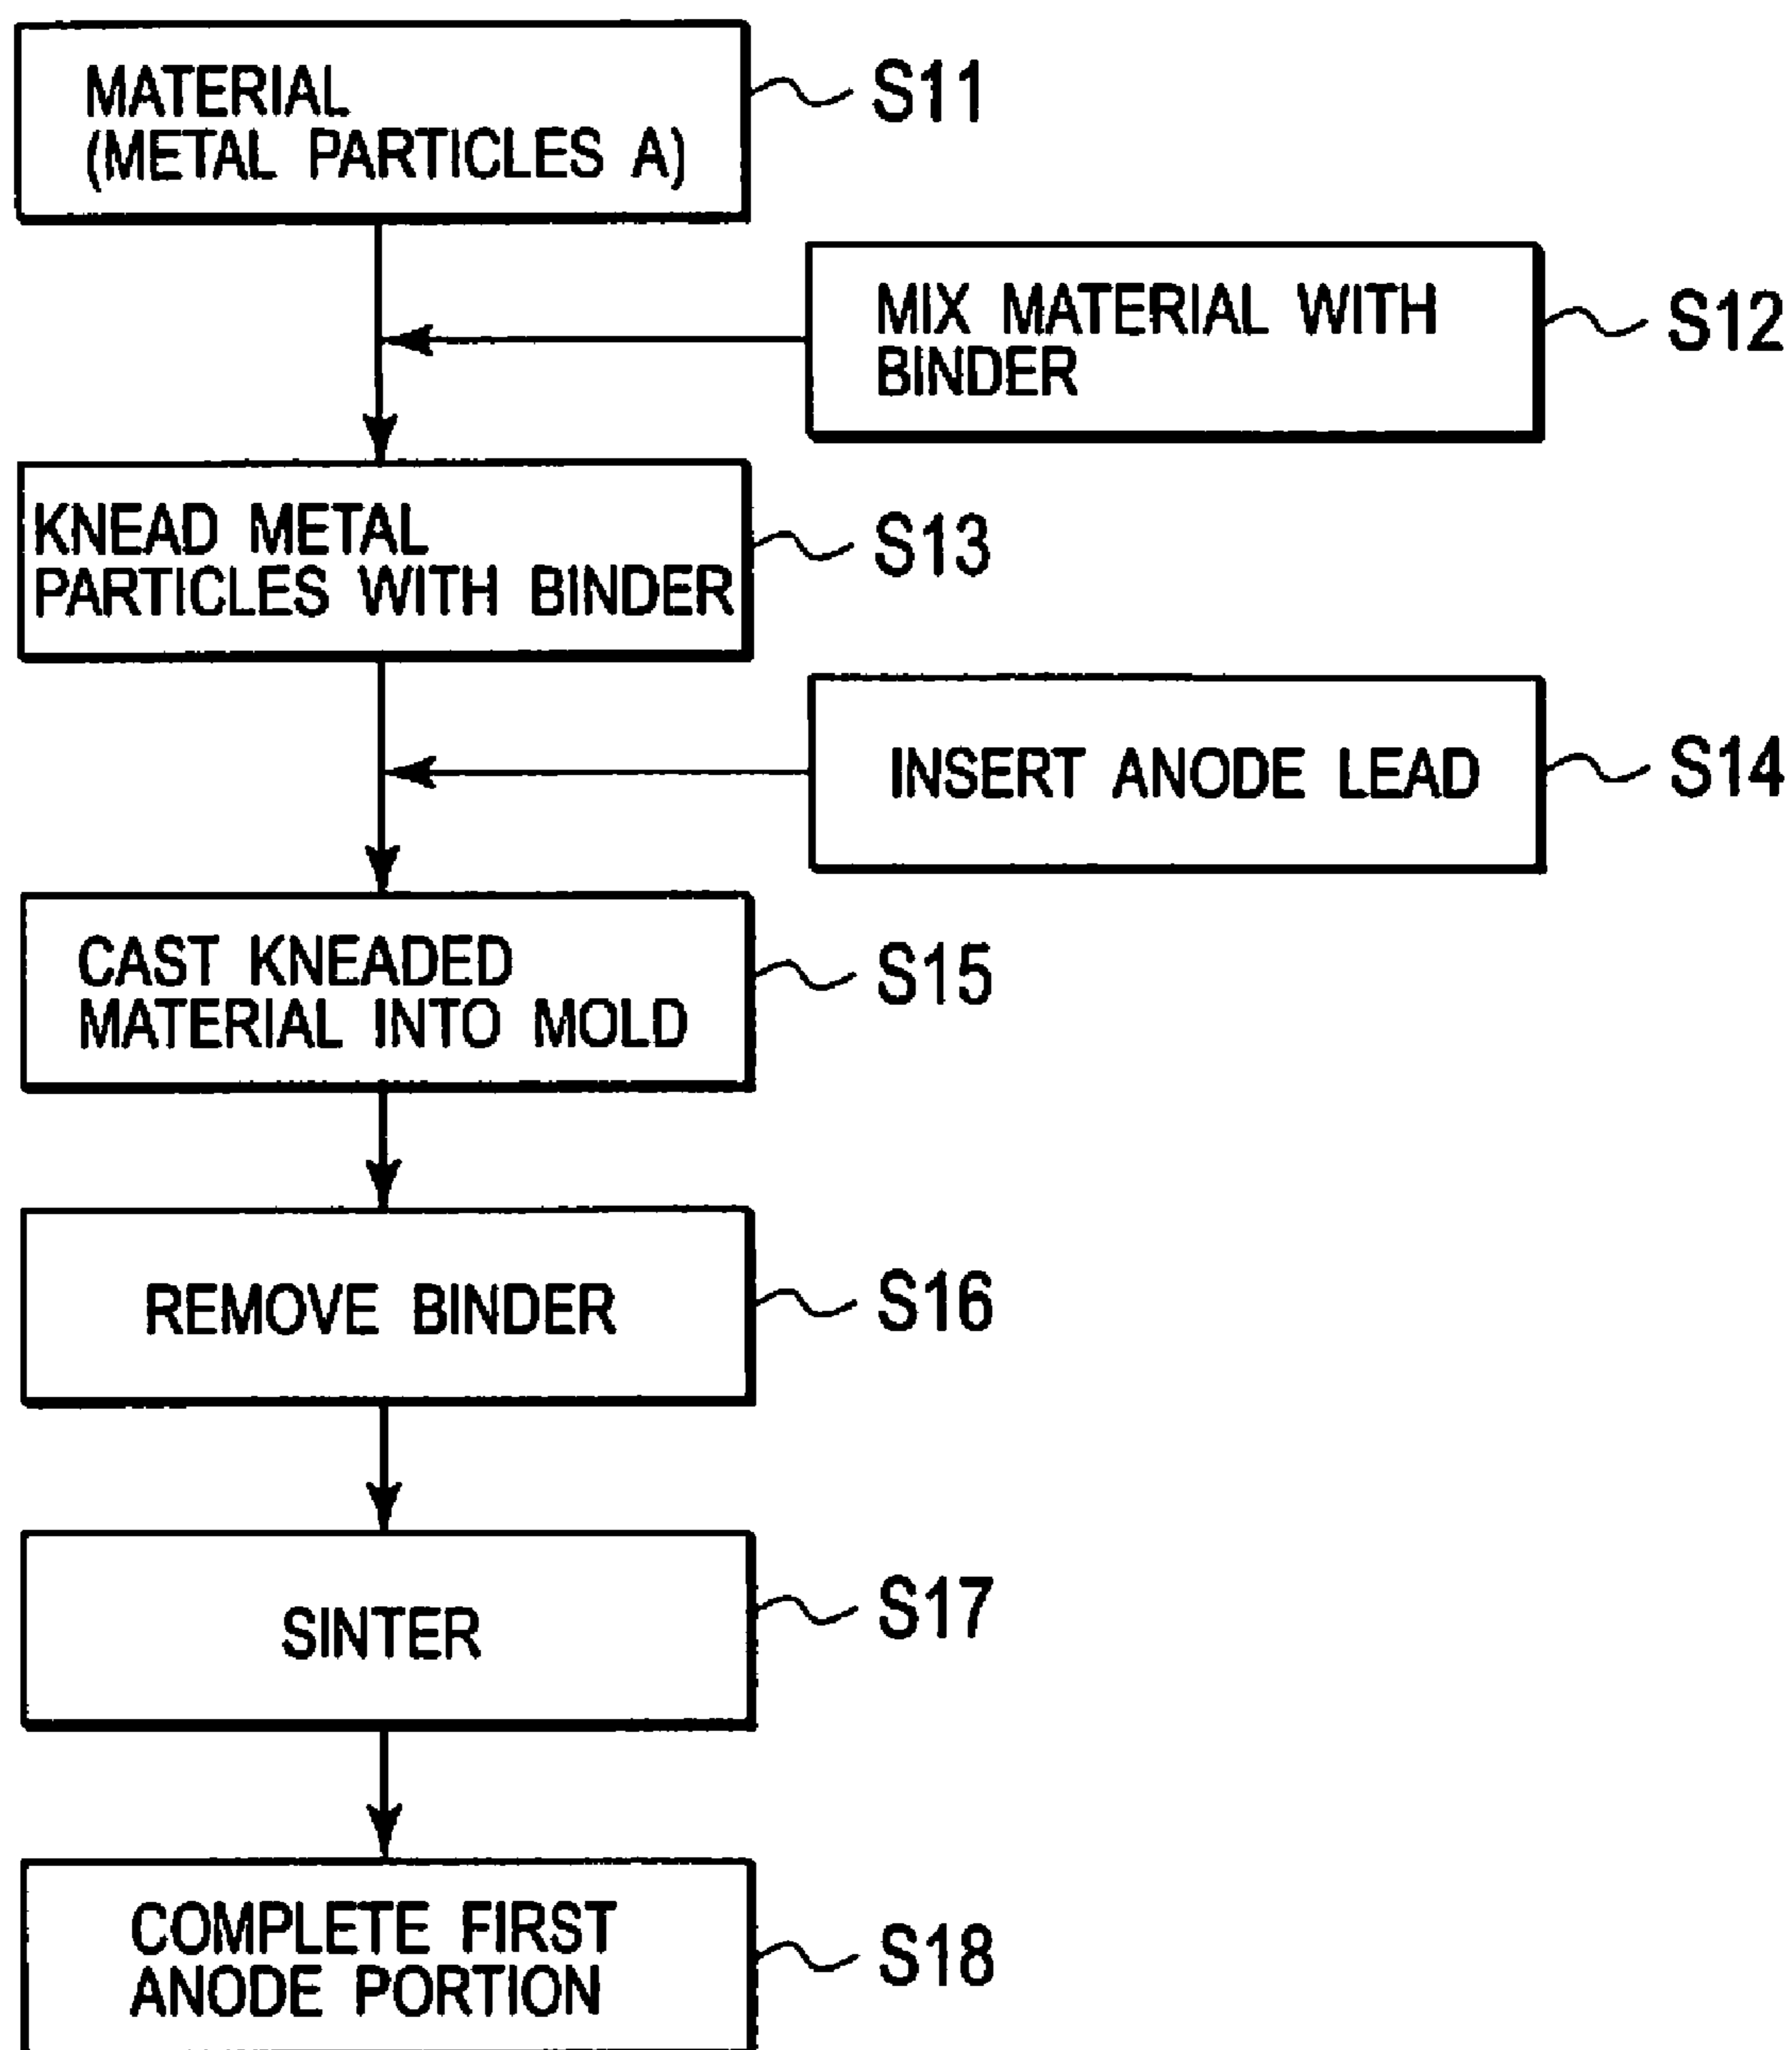 MATERIAL
(METAL PARTICLES A)
S11
MIX MATERIAL WITH
BINDER
S12
KNEAD METAL
PARTICLES WITH BINDER
S13
INSERT ANODE LEAD
S14
CAST KNEADED
MATERIAL INTO MOLD
S15
REMOVE BINDER
S16
SINTER
S17
COMPLETE FIRST
ANODE PORTION
S18